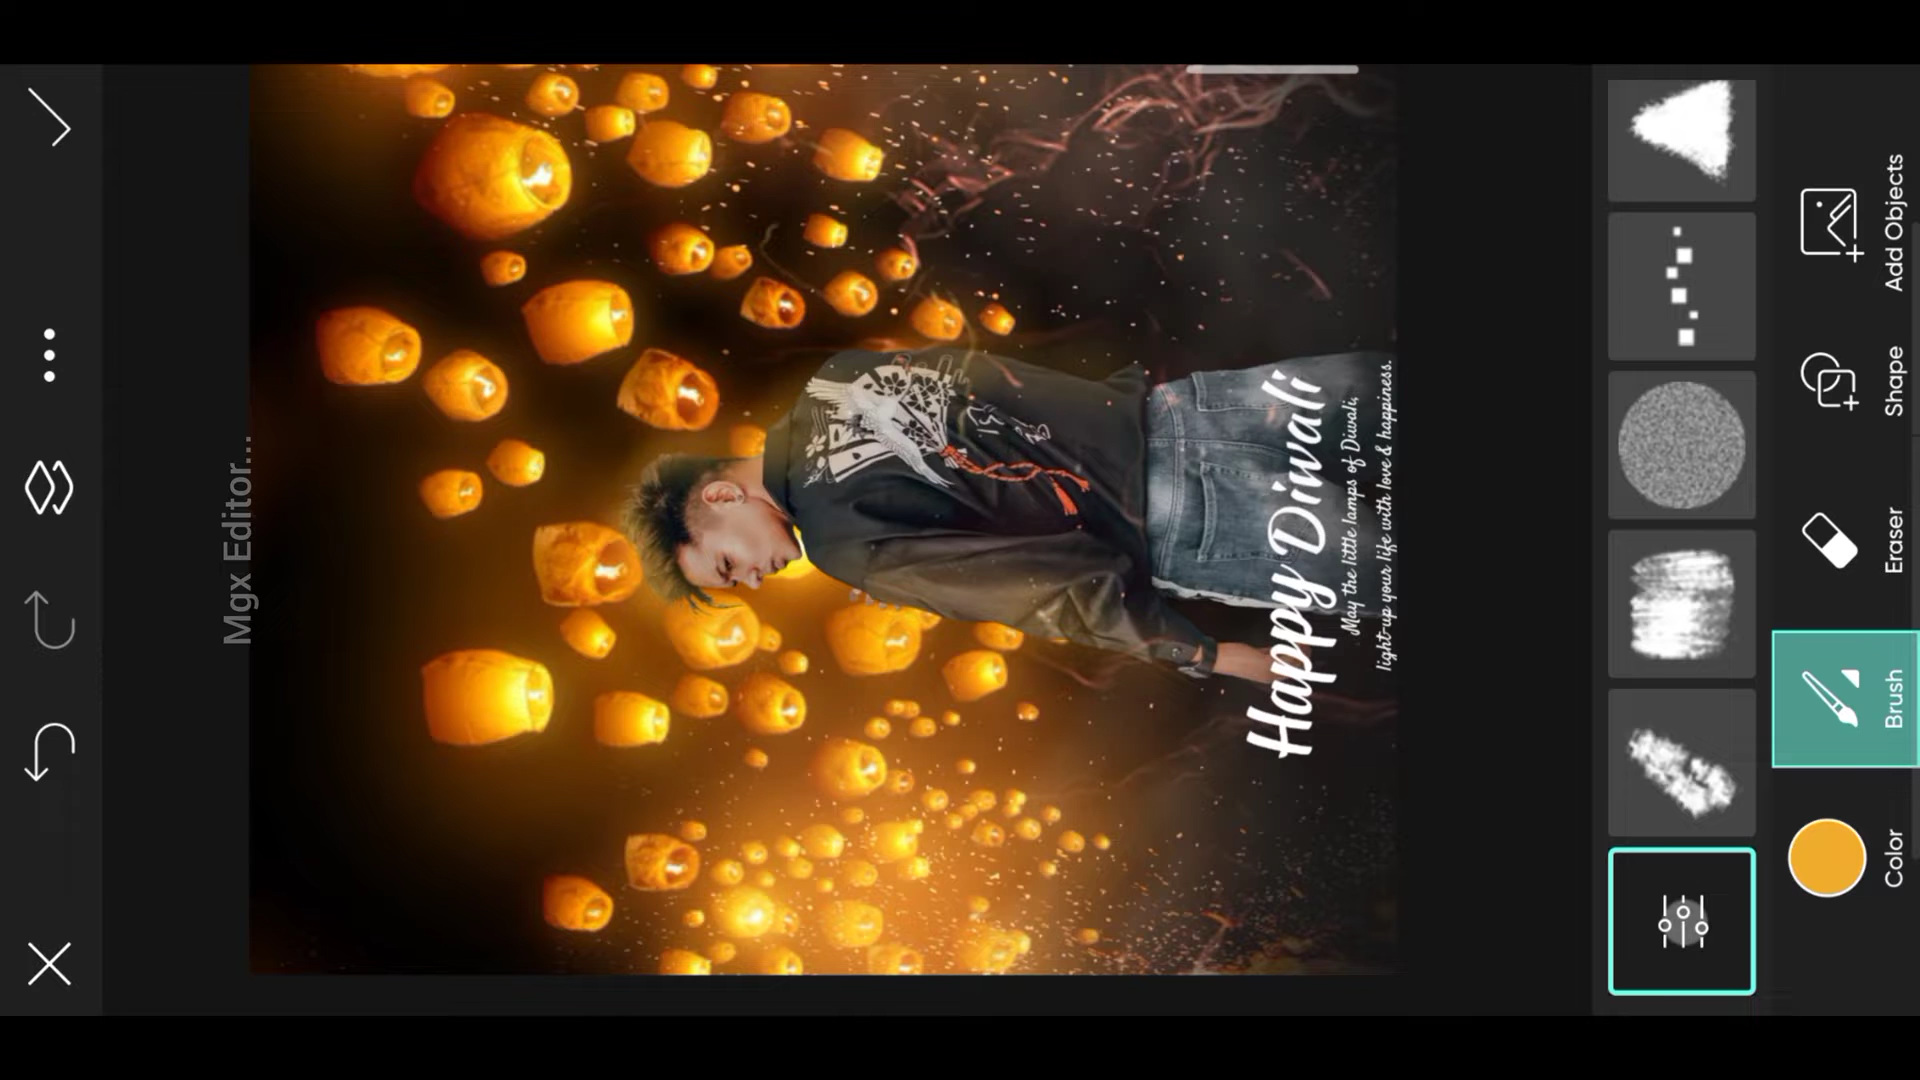 Mgx Editor...
Happy Diwali
May the little lamps of Diwali,
light-up your life with love & happiness.
Color
Brush
Eraser
Shape
Add Objects